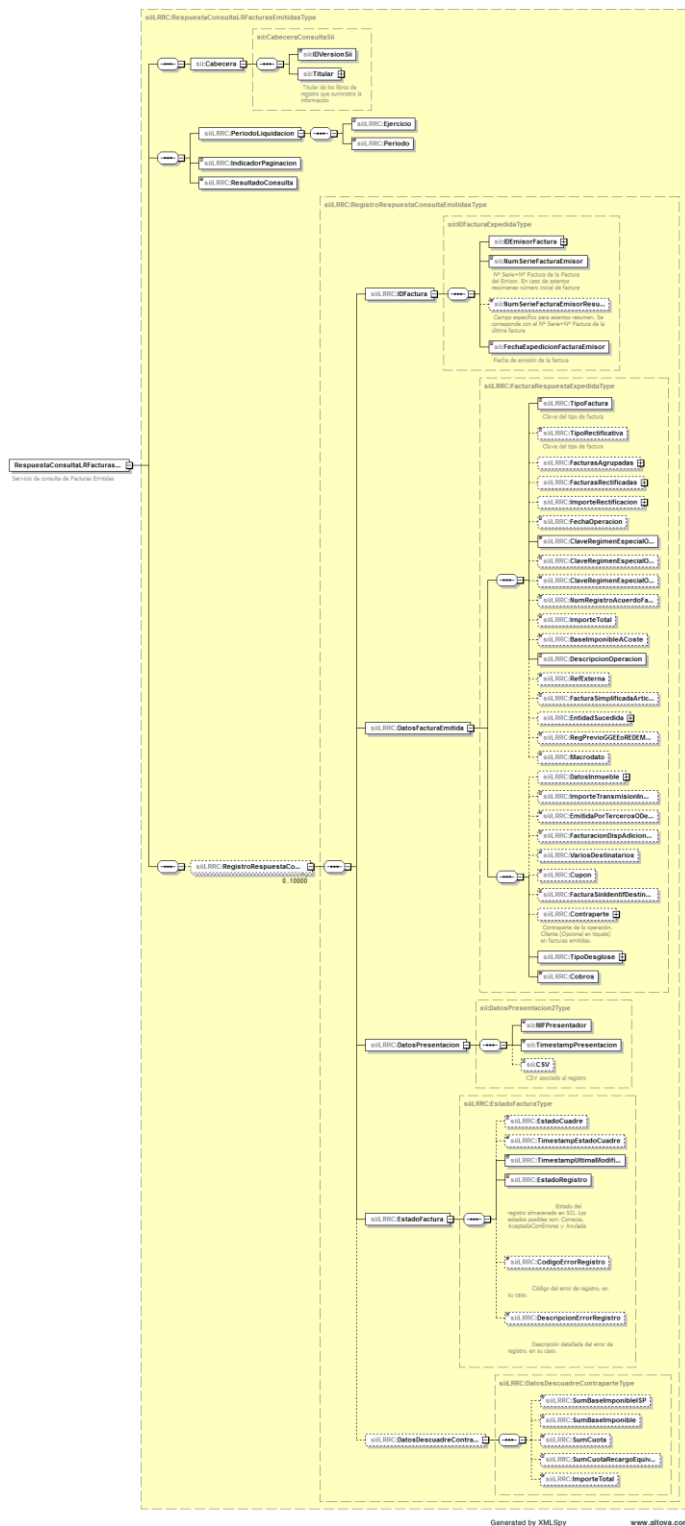 siiLRRC:RespuestaConsultaLRFacturasEmitidasType
sii:CabeceraConsultaSii
sii:IDVersionSii
siiLRRC:Cabecera
sii:Titular
Titular de los libros de
registro que suministra la
información
siiLRRC:PeriodoLiquidacion
siiLRRC:Ejercicio
siiLRRC:Periodo
siiLRRC:IndicadorPaginacion
siiLRRC:ResultadoConsulta
siiLRRC:RegistroRespuestaConsultaEmitidasType
sii:IDFacturaExpedidaType
sii:IDEmisorFactura
sii:NumSerieFacturaEmisor
Nº Serie+Nº Factura de la Factura
del Emisor. En caso de asientos
resúmenes número inicial de factura
siiLRRC:IDFactura
sii:NumSerieFacturaEmisorResu...
Campo específico para asientos resumen. Se
corresponde con el Nº Serie+Nº Factura de la
última factura
sii:FechaExpedicionFacturaEmisor
Fecha de emisión de la factura
siiLRRC:FacturaRespuestaExpedidaType
siiLRRC:TipoFactura
Clave del tipo de factura
siiLRRC:TipoRectificativa
Clave del tipo de factura
RespuestaConsultaLRFacturas...
Servicio de consulta de Facturas Emitidas
siiLRRC:FacturasAgrupadas
siiLRRC:FacturasRectificadas
siiLRRC:ImporteRectificacion
siiLRRC:FechaOperacion
siiLRRC:ClaveRegimenEspecialO...
siiLRRC:ClaveRegimenEspecialO...
siiLRRC:ClaveRegimenEspecialO...
siiLRRC:NumRegistroAcuerdoFa...
siiLRRC:ImporteTotal
siiLRRC:BaseImponibleACoste
siiLRRC:DescripcionOperacion
siiLRRC:RefExterna
siiLRRC:FacturaSimplificadaArtic...
siiLRRC:EntidadSucedida
siiLRRC:DatosFacturaEmitida
siiLRRC:RegPrevioGGEEoREDEM...
siiLRRC:Macrodato
siiLRRC:DatosInmueble
siiLRRC:ImporteTransmisionIn...
siiLRRC:EmitidaPorTercerosODe...
siiLRRC:FacturacionDispAdicion...
siiLRRC:VariosDestinatarios
siiLRRC:RegistroRespuestaCo...
0..10000
siiLRRC:Cupon
siiLRRC:FacturaSinIdentifDestin...
siiLRRC:Contraparte
Contraparte de la operación.
Cliente (Opcional en tiquets)
en facturas emitidas.
siiLRRC:TipoDesglose
siiLRRC:Cobros
sii:DatosPresentacion2Type
sii:NIFPresentador
siiLRRC:DatosPresentacion
sii:TimestampPresentacion
sii:CSV
CSV asociado al registro
siiLRRC:EstadoFacturaType
siiLRRC:EstadoCuadre
siiLRRC:TimestampEstadoCuadre
siiLRRC:TimestampUltimaModifi...
siiLRRC:EstadoRegistro
Estado del
registro almacenado en SII. Los
estados posibles son: Correcta,
AceptadaConErrores y Anulada
siiLRRC:EstadoFactura
siiLRRC:CodigoErrorRegistro
Código del error de registro, en
su caso.
siiLRRC:DescripcionErrorRegistro
Descripción detallada del error de
registro, en su caso.
siiLRRC:DatosDescuadreContraparteType
siiLRRC:SumBaseImponibleISP
siiLRRC:SumBaseImponible
siiLRRC:DatosDescuadreContra...
siiLRRC:SumCuota
siiLRRC:SumCuotaRecargoEquiv...
siiLRRC:ImporteTotal
Generated by XMLSpy
www.altova.com